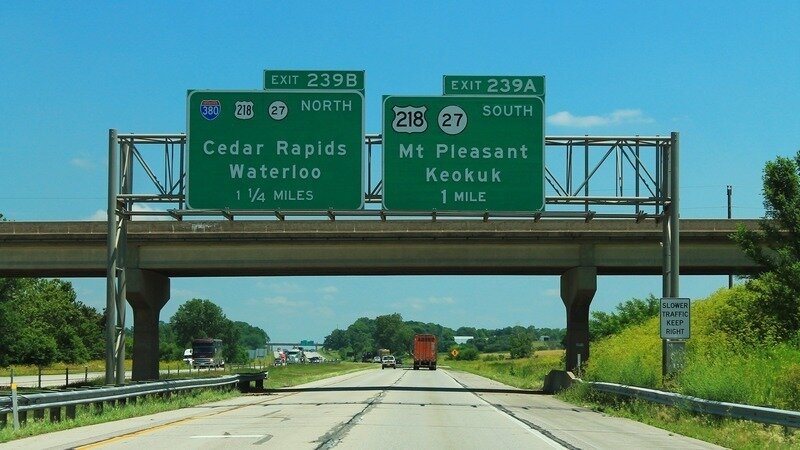 EXIT 239B
380 218 27 NORTH
Cedar Rapids
Waterloo
1 1/4 MILES
EXIT 239A
218 27 SOUTH
Mt Pleasant
Keokuk
1 MILE
SLOWER
TRAFFIC
KEEP
RIGHT